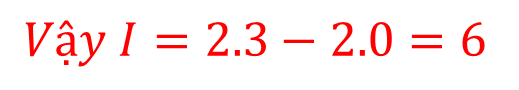 Vậy I = 2.3 − 2.0 = 6